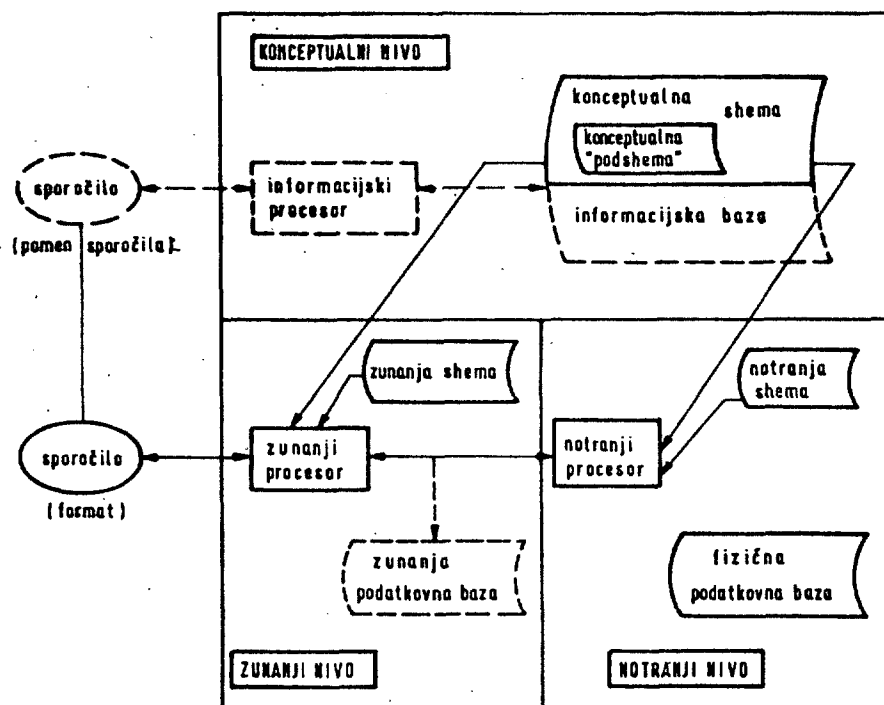 KONCEPTUALNI NIVO
konceptualna
shema
konceptualna
"podshema"
sporočilo
informacijski
procesor
informacijska baza
(pomen sporočila)
zunanja shema
notranja
shema
sporočilo
zunanji
procesor
notranji
procesor
(format)
zunanja
podatkovna baza
fizična
podatkovna baza
ZUNANJI NIVO
NOTRANJI NIVO